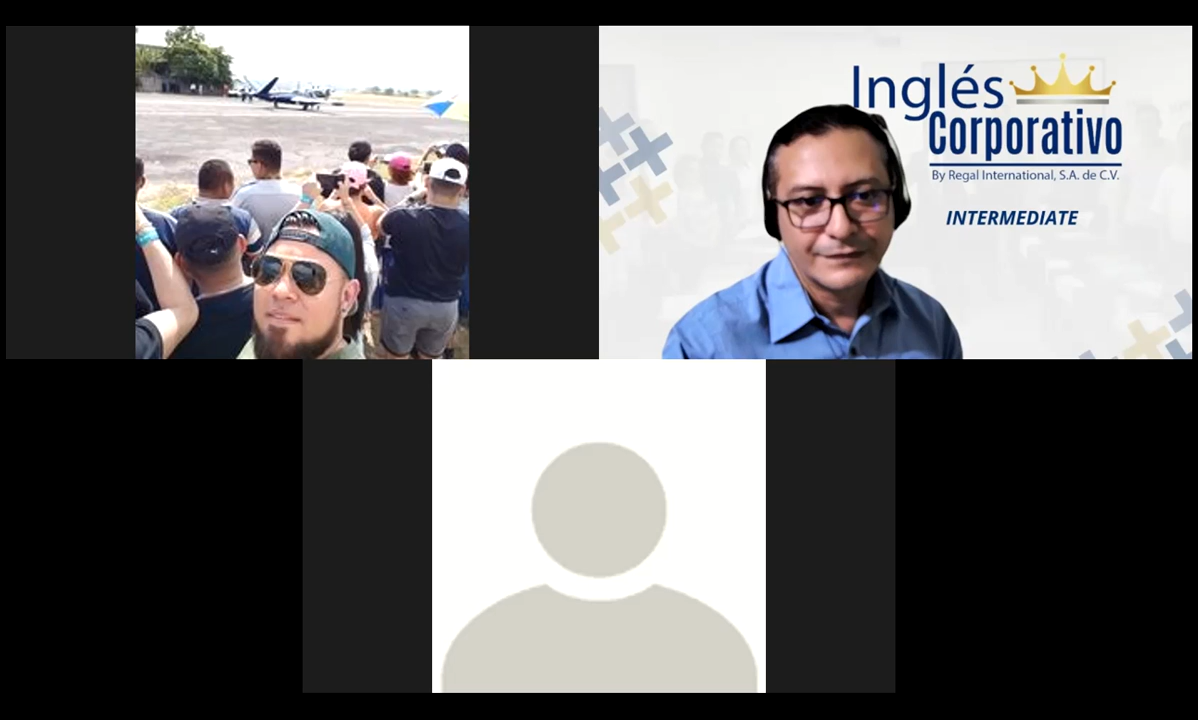 Inglés
Corporativo
By Regal International, S.A. de C.V.
INTERMEDIATE